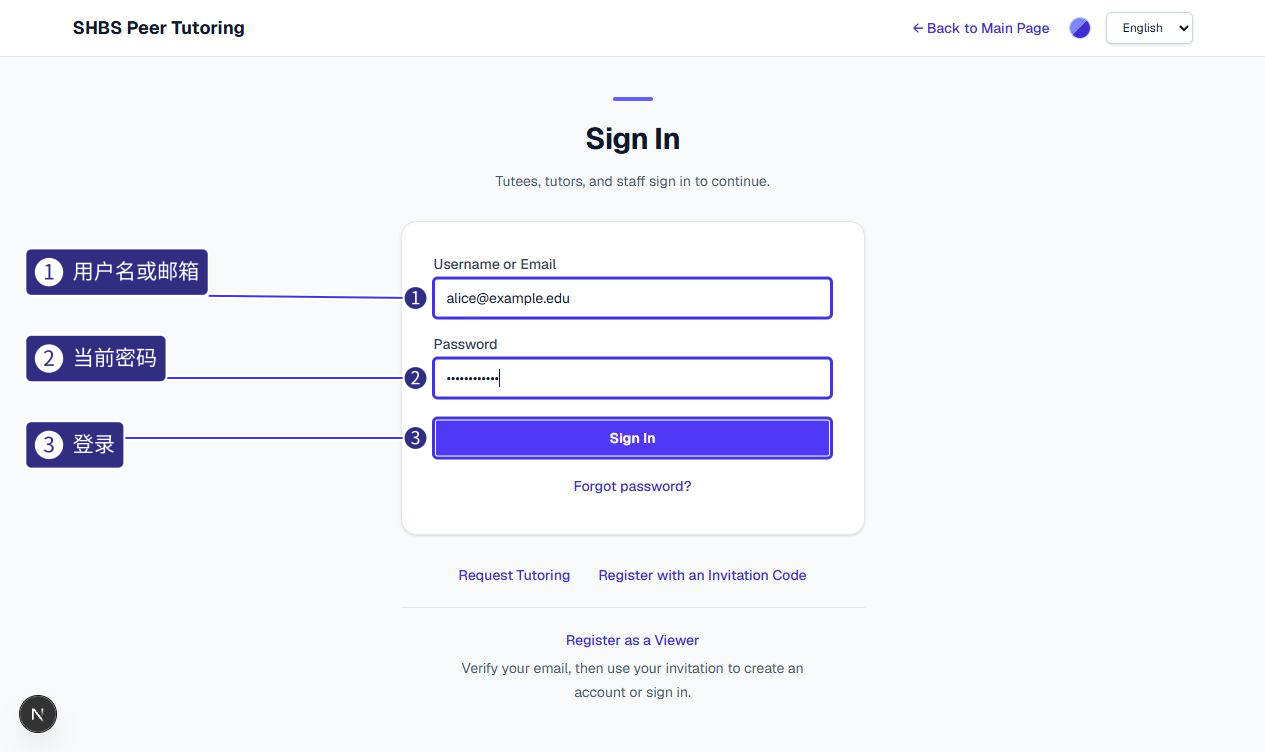 SHBS Peer Tutoring
← Back to Main Page
English
Sign In
Tutees, tutors, and staff sign in to continue.
1 用户名或邮箱
Username or Email
1
alice@example.edu
2 当前密码
Password
2
••••••••••••
3 登录
3
Sign In
Forgot password?
Request Tutoring
Register with an Invitation Code
Register as a Viewer
Verify your email, then use your invitation to create an
account or sign in.
N